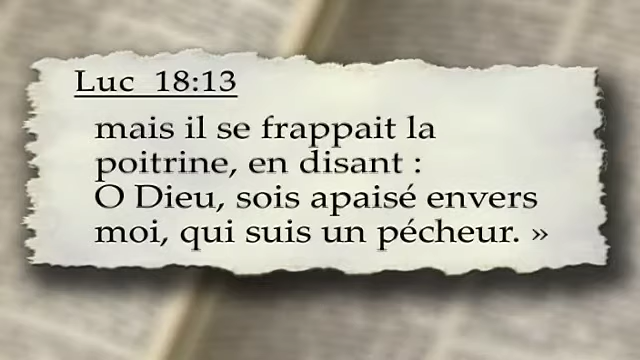 Luc 18:13
mais il se frappait la
poitrine, en disant :
O Dieu, sois apaisé envers
moi, qui suis un pécheur. »